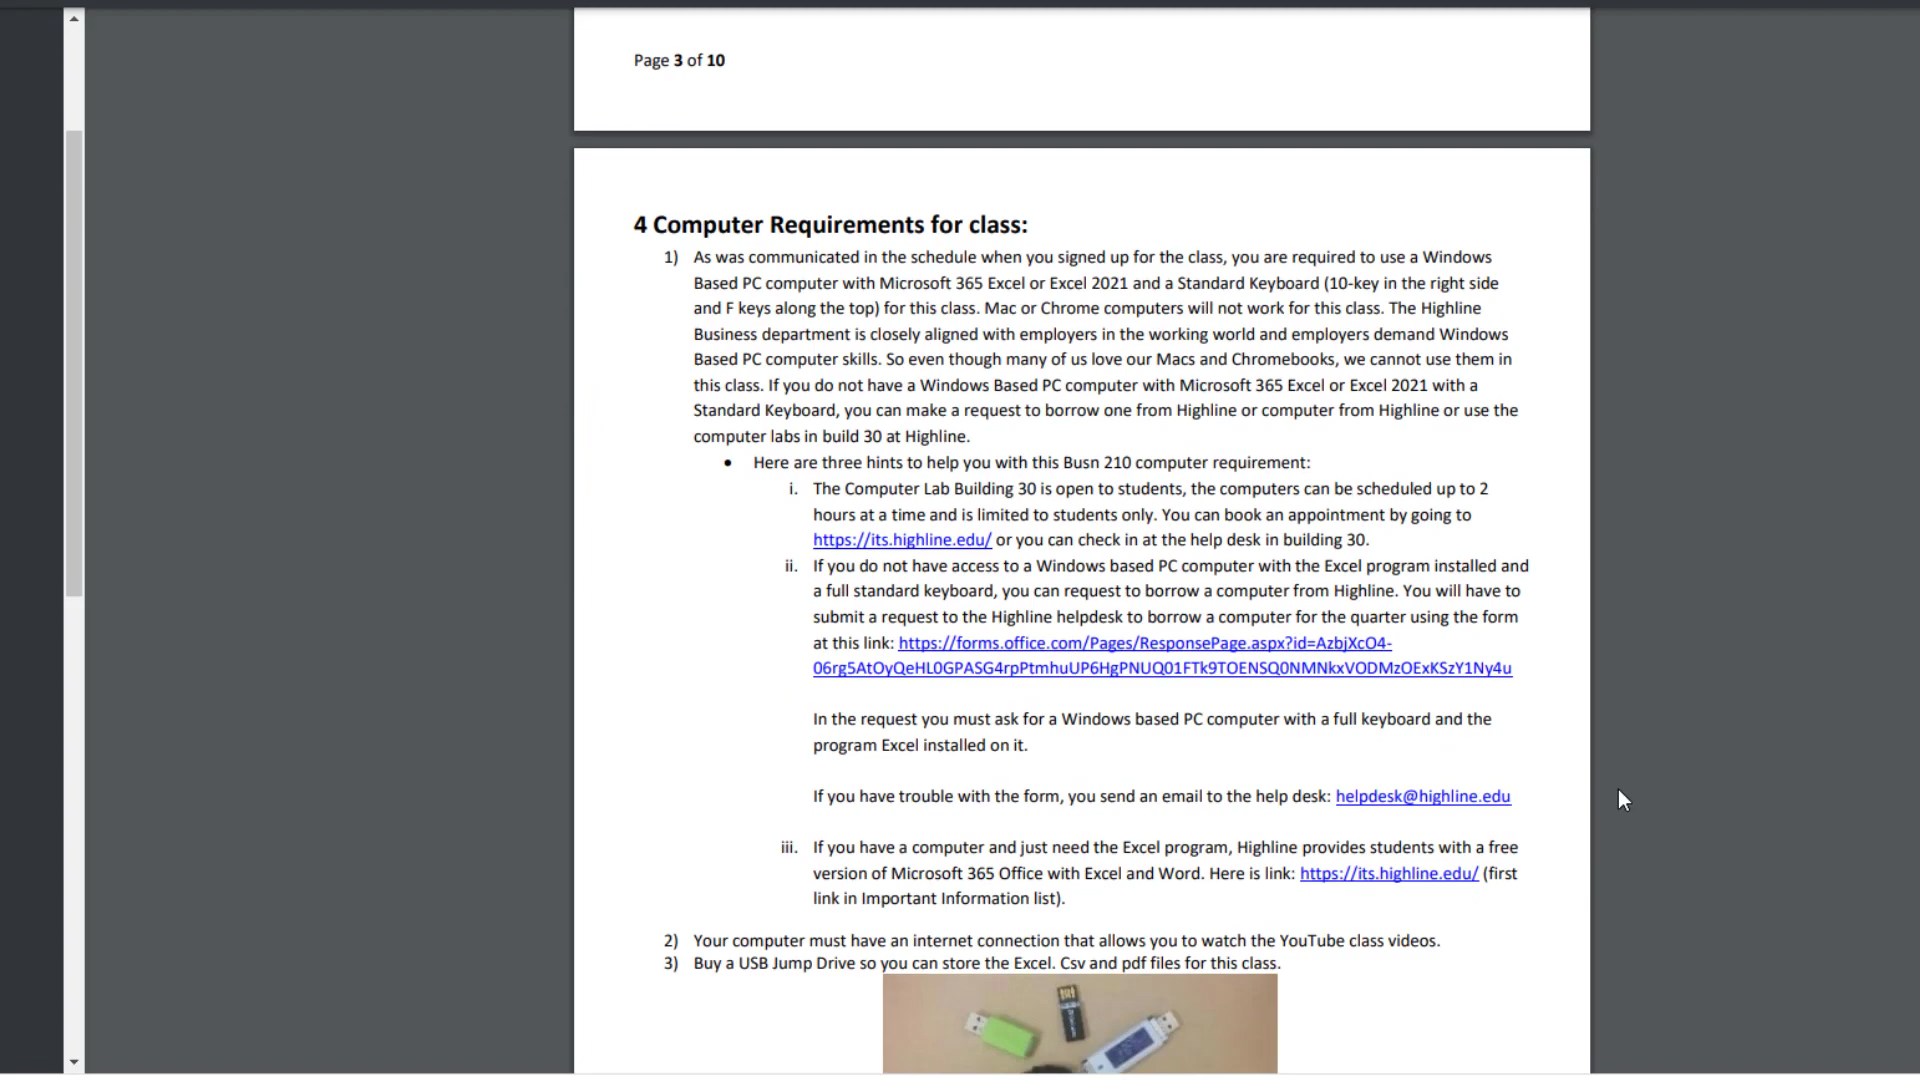 Page 3 of 10
4 Computer Requirements for class:
1) As was communicated in the schedule when you signed up for the class, you are required to use a Windows
Based PC computer with Microsoft 365 Excel or Excel 2021 and a Standard Keyboard (10-key in the right side
and F keys along the top) for this class. Mac or Chrome computers will not work for this class. The Highline
Business department is closely aligned with employers in the working world and employers demand Windows
Based PC computer skills. So even though many of us love our Macs and Chromebooks, we cannot use them in
this class. If you do not have a Windows Based PC computer with Microsoft 365 Excel or Excel 2021 with a
Standard Keyboard, you can make a request to borrow one from Highline or computer from Highline or use the
computer labs in build 30 at Highline.
• Here are three hints to help you with this Busn 210 computer requirement:
i. The Computer Lab Building 30 is open to students, the computers can be scheduled up to 2
hours at a time and is limited to students only. You can book an appointment by going to
https://its.highline.edu/ or you can check in at the help desk in building 30.
ii. If you do not have access to a Windows based PC computer with the Excel program installed and
a full standard keyboard, you can request to borrow a computer from Highline. You will have to
submit a request to the Highline helpdesk to borrow a computer for the quarter using the form
at this link: https://forms.office.com/Pages/ResponsePage.aspx?id=AzbjXcO4-
06rg5AtOyQeHL0GPASG4rpPtmhuUP6HgPNUQ01FTk9TOENSQ0NMNkxVODMzOExKSzY1Ny4u
In the request you must ask for a Windows based PC computer with a full keyboard and the
program Excel installed on it.
If you have trouble with the form, you send an email to the help desk: helpdesk@highline.edu
iii. If you have a computer and just need the Excel program, Highline provides students with a free
version of Microsoft 365 Office with Excel and Word. Here is link: https://its.highline.edu/ (first
link in Important Information list).
2) Your computer must have an internet connection that allows you to watch the YouTube class videos.
3) Buy a USB Jump Drive so you can store the Excel. Csv and pdf files for this class.